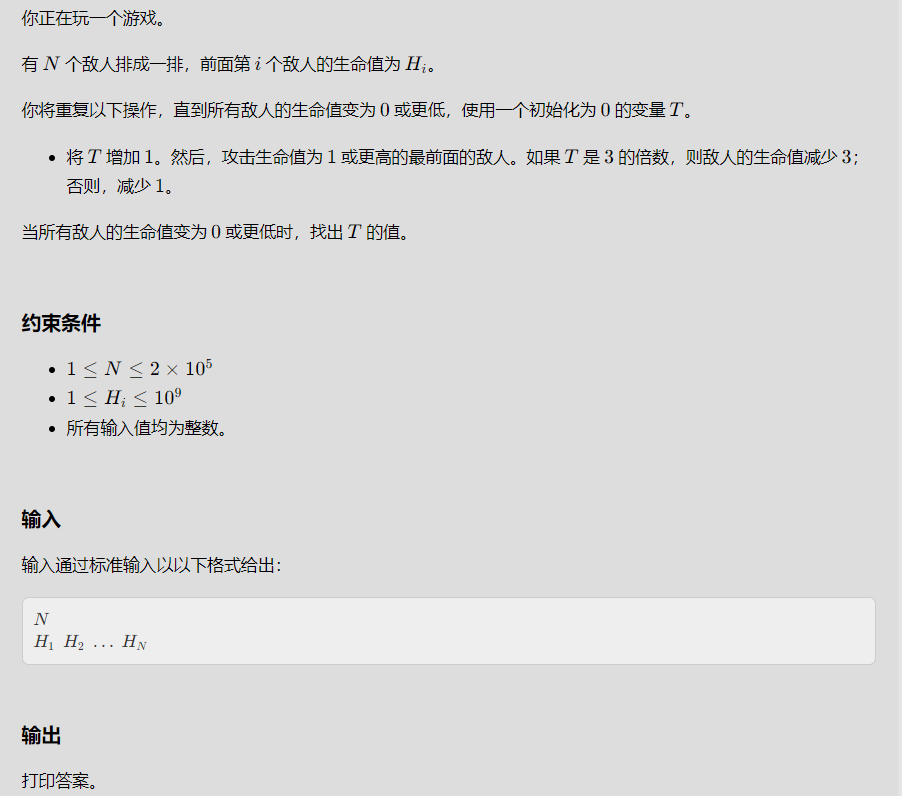 你正在玩一个游戏。
有 N 个敌人排成一排，前面第 i 个敌人的生命值为 H_i。
你将重复以下操作，直到所有敌人的生命值变为 0 或更低，使用一个初始化为 0 的变量 T。
• 将 T 增加 1。然后，攻击生命值为 1 或更高的最前面的敌人。如果 T 是 3 的倍数，则敌人的生命值减少 3；
否则，减少 1。
当所有敌人的生命值变为 0 或更低时，找出 T 的值。
约束条件
• 1 ≤ N ≤ 2 × 10^5
• 1 ≤ H_i ≤ 10^9
• 所有输入值均为整数。
输入
输入通过标准输入以以下格式给出：
N
H_1 H_2 … H_N
输出
打印答案。